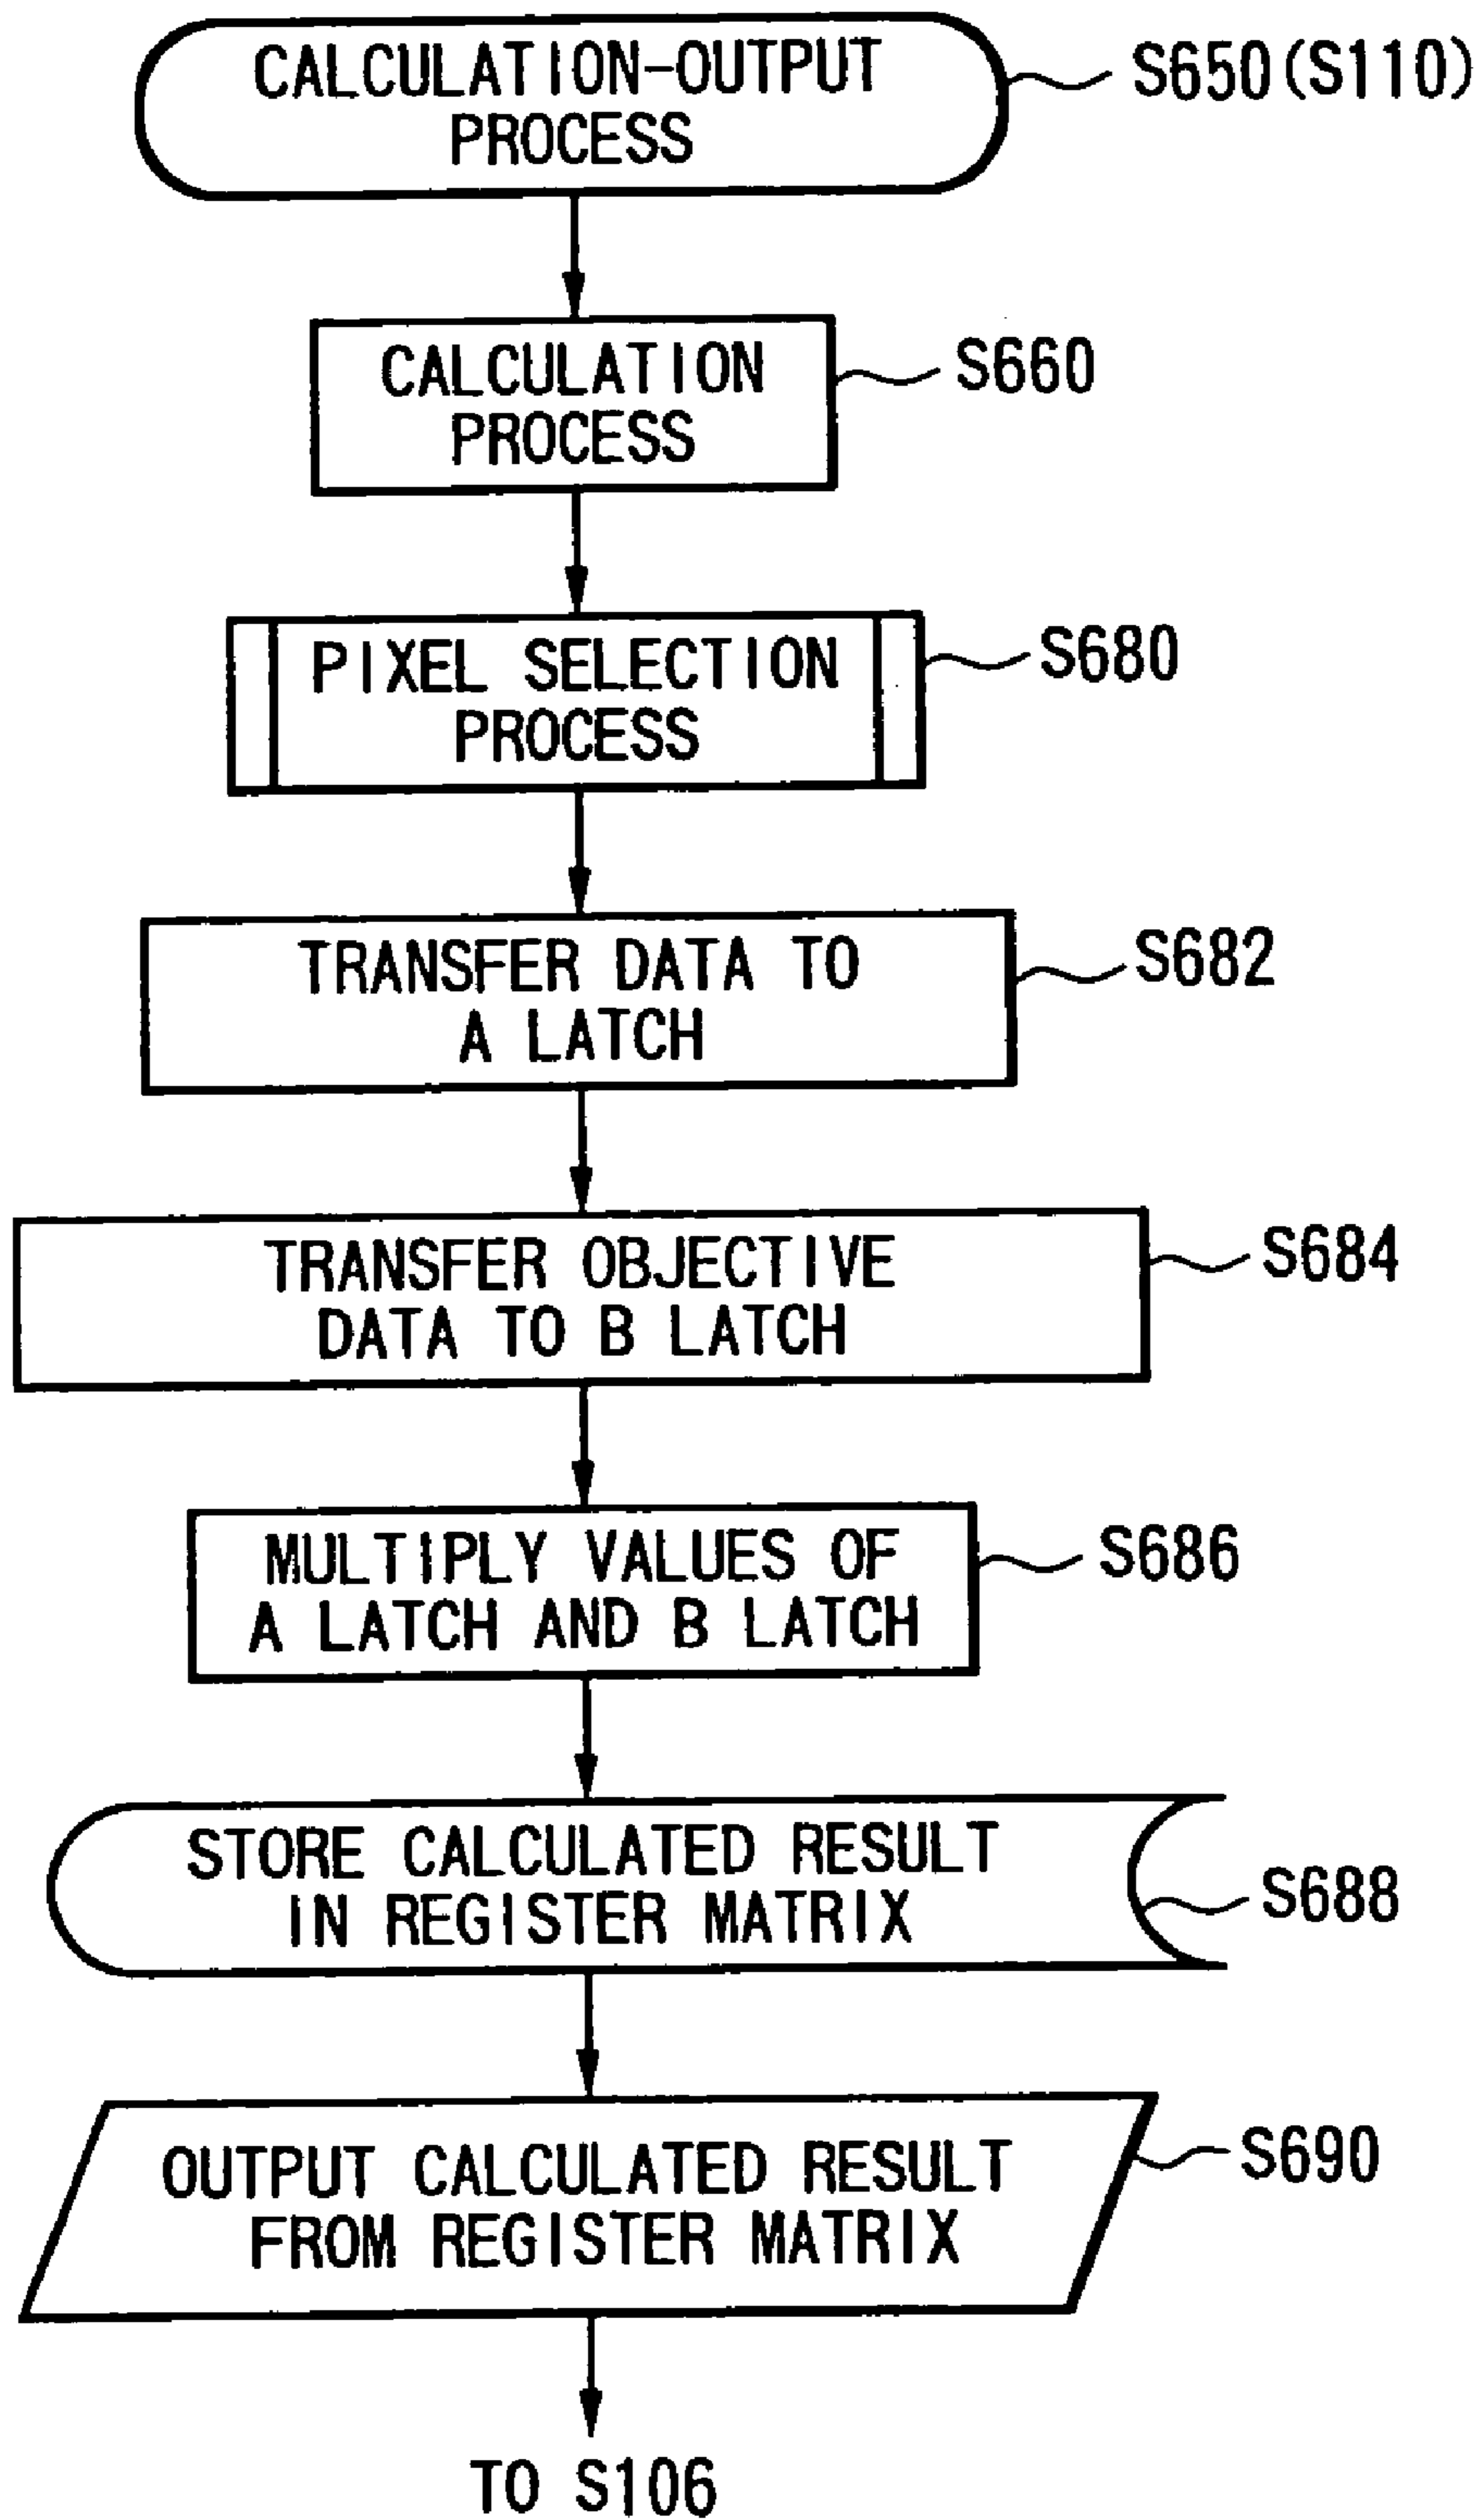 CALCULATION-OUTPUT
PROCESS
S650(S110)
CALCULATION
PROCESS
S660
PIXEL SELECTION
PROCESS
S680
TRANSFER DATA TO
A LATCH
S682
TRANSFER OBJECTIVE
DATA TO B LATCH
S684
MULTIPLY VALUES OF
A LATCH AND B LATCH
S686
STORE CALCULATED RESULT
IN REGISTER MATRIX
S688
OUTPUT CALCULATED RESULT
FROM REGISTER MATRIX
S690
TO S106